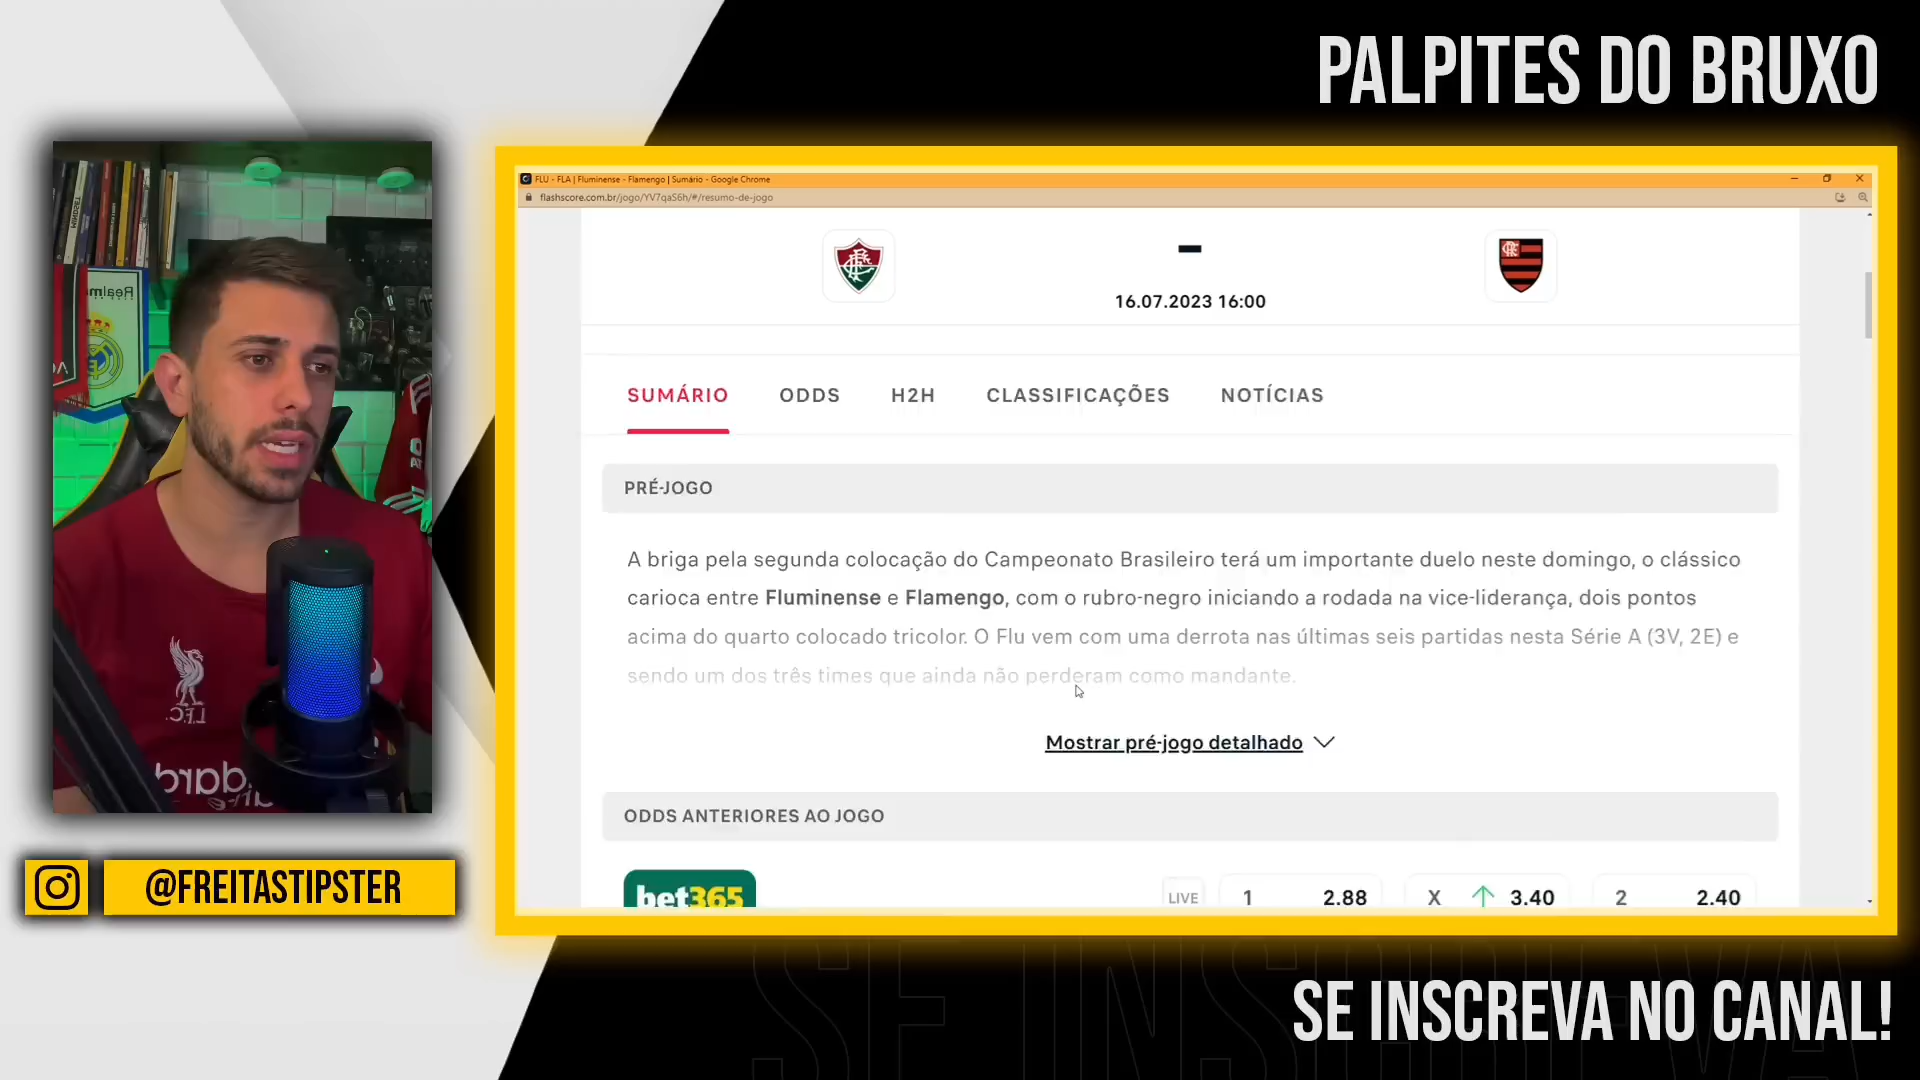 PALPITES DO BRUXO
FLU - FLA | Fluminense - Flamengo | Sumário - Google Chrome
flashscore.com.br/jogo/YV7qaS6h/#/resumo-de-jogo
-
16.07.2023 16:00
SUMÁRIO ODDS H2H CLASSIFICAÇÕES NOTÍCIAS
PRÉ-JOGO
A briga pela segunda colocação do Campeonato Brasileiro terá um importante duelo neste domingo, o clássico
carioca entre Fluminense e Flamengo, com o rubro-negro iniciando a rodada na vice-liderança, dois pontos
acima do quarto colocado tricolor. O Flu vem com uma derrota nas últimas seis partidas nesta Série A (3V, 2E) e
sendo um dos três times que ainda não perderam como mandante.
Mostrar pré-jogo detalhado
ODDS ANTERIORES AO JOGO
bet365 LIVE 1 2.88 X 3.40 2 2.40
Realm
L.F.C.
dard
@FREITASTIPSTER
SE INSCREVA NO CANAL!